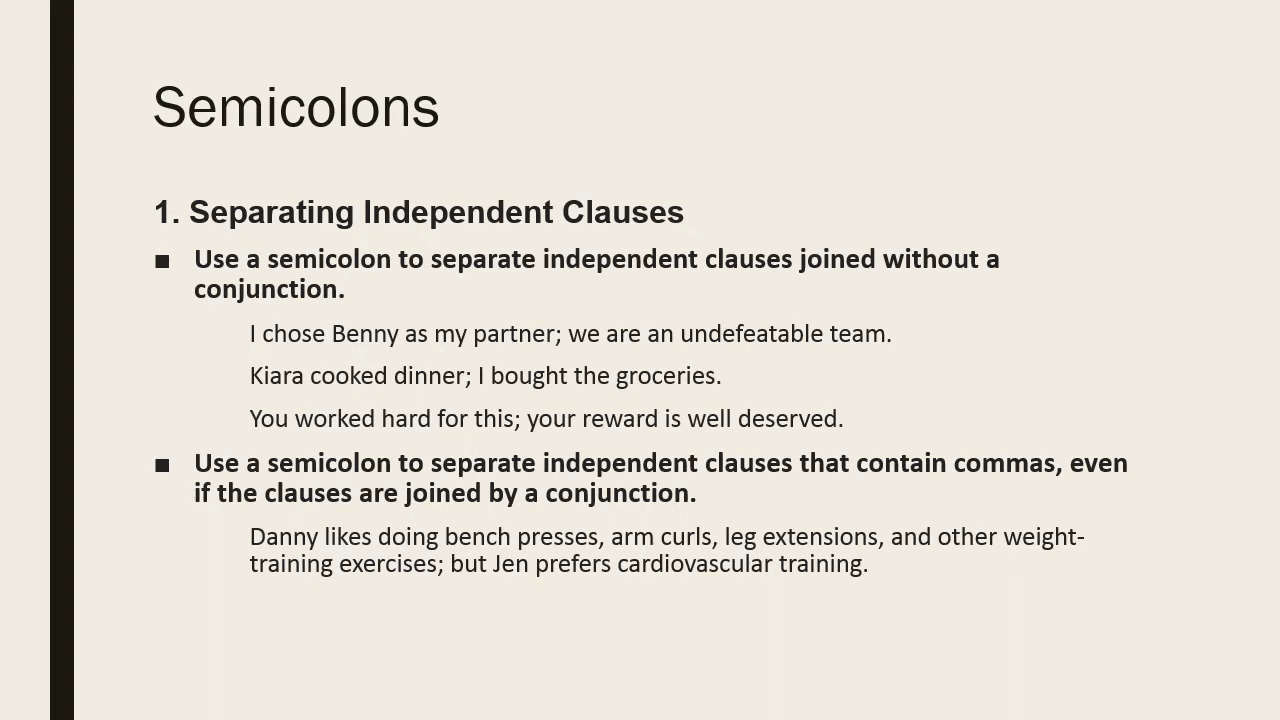 Semicolons
1. Separating Independent Clauses
■ Use a semicolon to separate independent clauses joined without a
conjunction.
I chose Benny as my partner; we are an undefeatable team.
Kiara cooked dinner; I bought the groceries.
You worked hard for this; your reward is well deserved.
■ Use a semicolon to separate independent clauses that contain commas, even
if the clauses are joined by a conjunction.
Danny likes doing bench presses, arm curls, leg extensions, and other weight-
training exercises; but Jen prefers cardiovascular training.